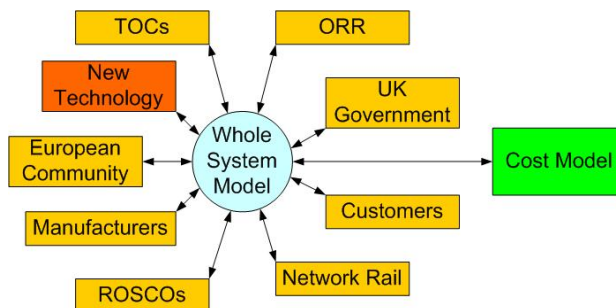 TOCs
ORR
New
Technology
UK
Government
European
Community
Whole
System
Model
Cost Model
Manufacturers
Customers
ROSCOs
Network Rail